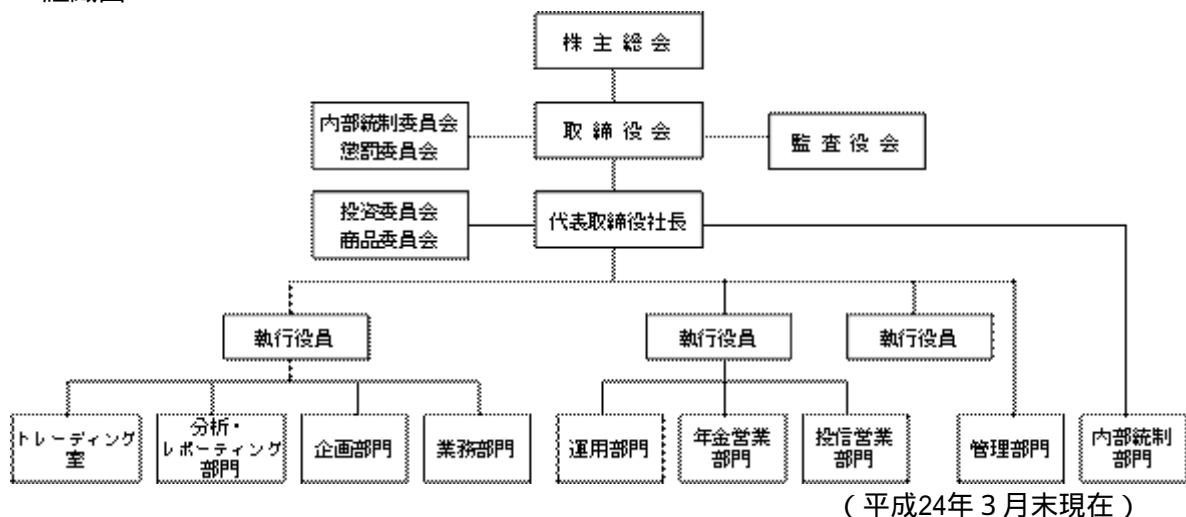 株主総会
内部統制委員会
懲罰委員会
取締役会
監査役会
投資委員会
商品委員会
代表取締役社長
執行役員
執行役員
執行役員
トレーディング
室
分析・
レポーティング
部門
企画部門
業務部門
運用部門
年金営業
部門
投信営業
部門
管理部門
内部統制
部門
（平成24年３月末現在）